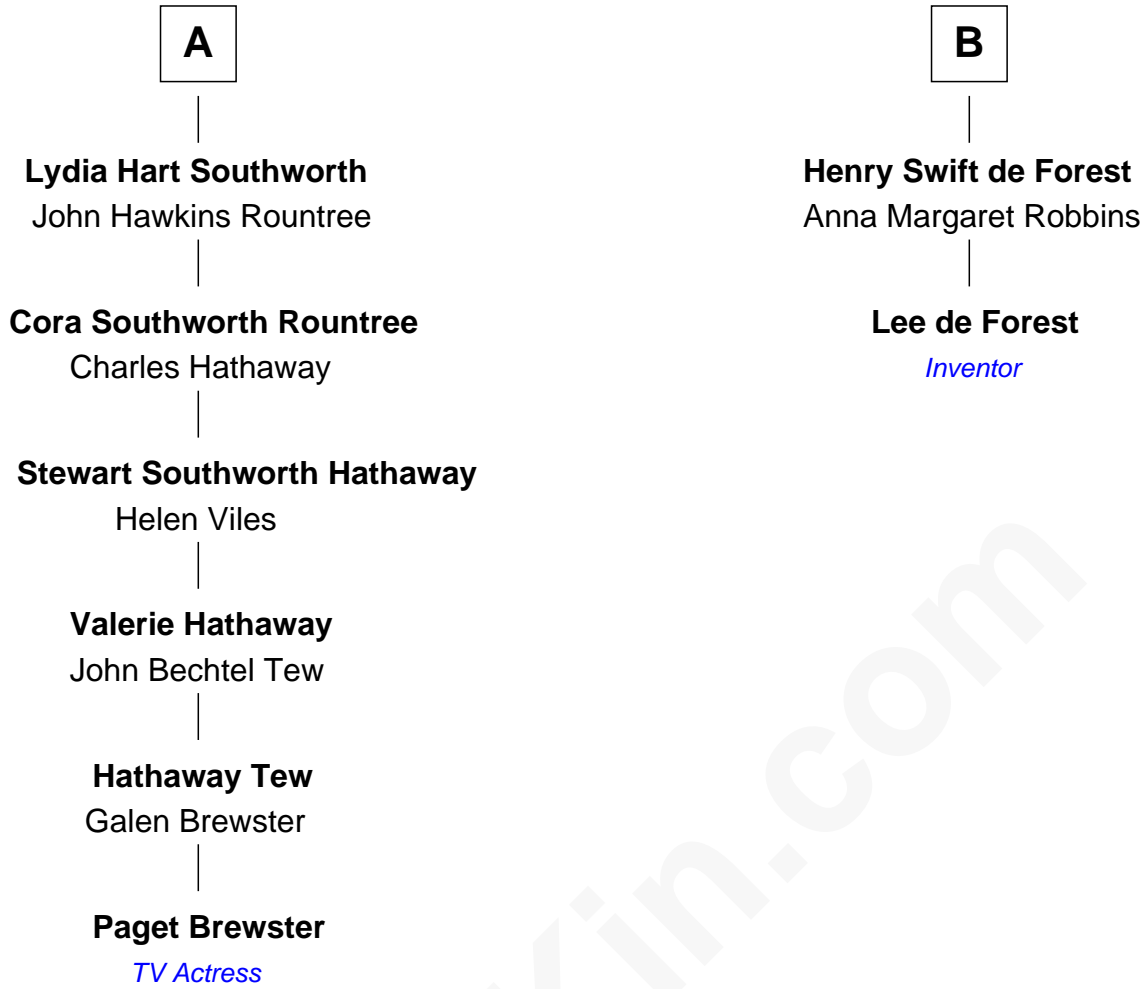 A
Lydia Hart Southworth
John Hawkins Rountree
Cora Southworth Rountree
Charles Hathaway
Stewart Southworth Hathaway
Helen Viles
Valerie Hathaway
John Bechtel Tew
Hathaway Tew
Galen Brewster
Paget Brewster
TV Actress
B
Henry Swift de Forest
Anna Margaret Robbins
Lee de Forest
Inventor